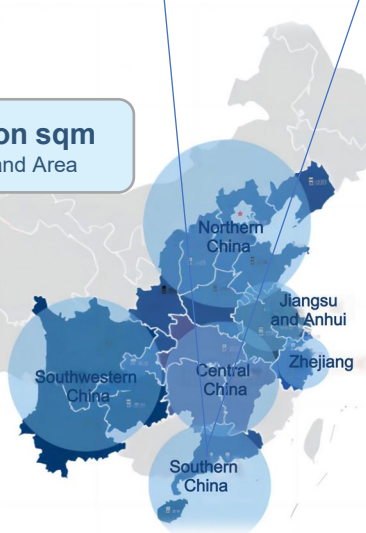 on sqm
and Area
Northern
China
Jiangsu
and Anhui
Zhejiang
Southwestern
China
Central
China
Southern
China